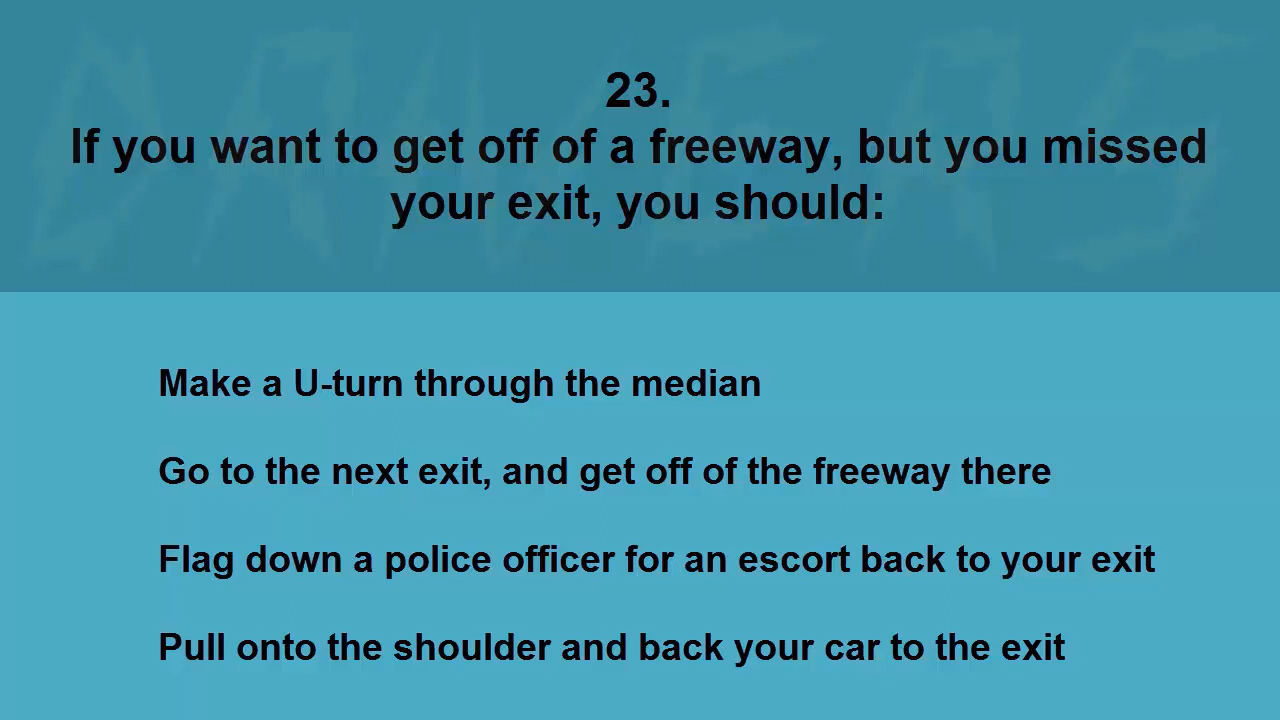 23.
If you want to get off of a freeway, but you missed
your exit, you should:
Make a U-turn through the median
Go to the next exit, and get off of the freeway there
Flag down a police officer for an escort back to your exit
Pull onto the shoulder and back your car to the exit